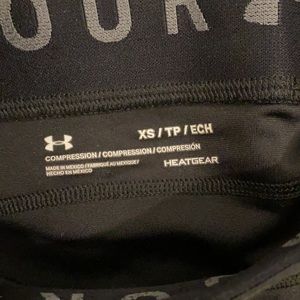 OUR
XS / TP / ECH
COMPRESSION / COMPRESSION / COMPRESIÓN
MADE IN MEXICO / FABRIQUÉ AU MEXIQUE /
HECHO EN MÉXICO
HEATGEAR